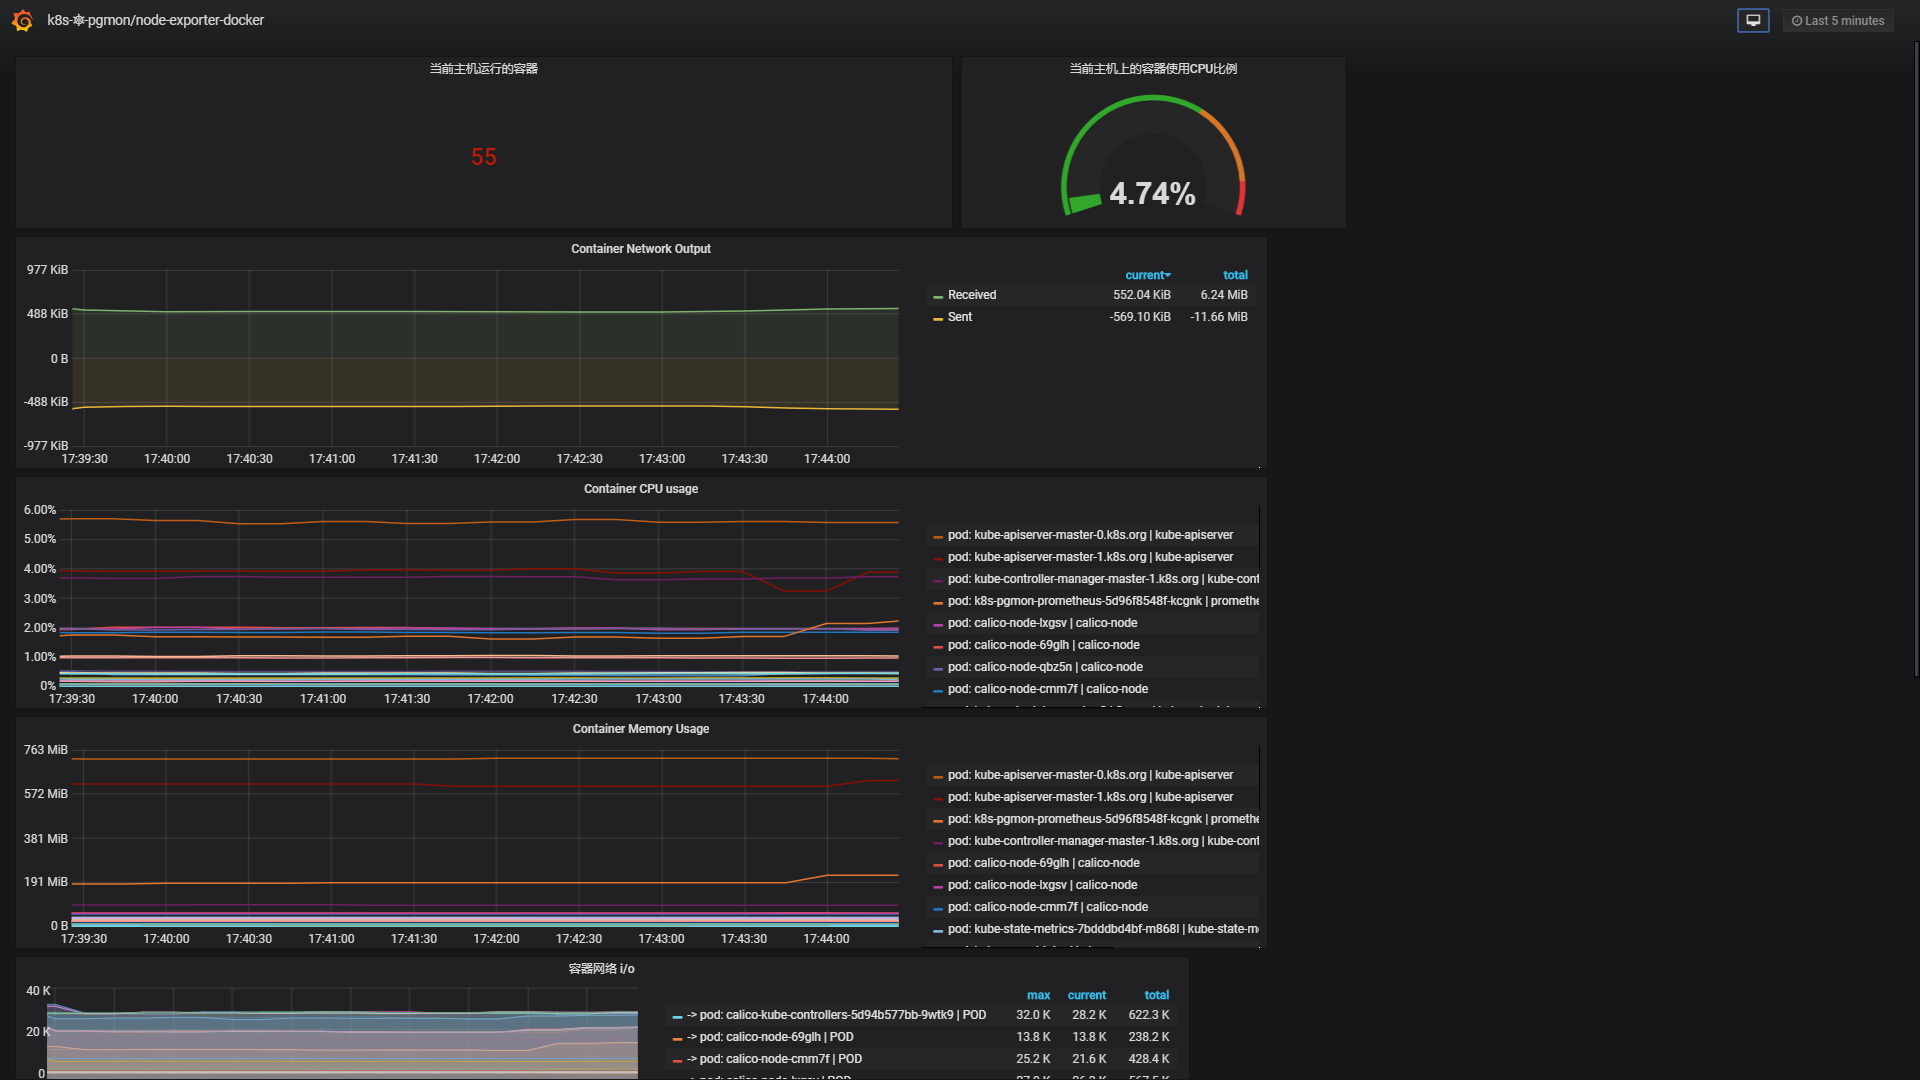 k8s-⎈-pgmon/node-exporter-docker
Last 5 minutes
当前主机运行的容器
55
当前主机上的容器使用CPU比例
4.74%
Container Network Output
977 KiB
488 KiB
0 B
-488 KiB
-977 KiB
17:39:30 17:40:00 17:40:30 17:41:00 17:41:30 17:42:00 17:42:30 17:43:00 17:43:30 17:44:00
current total
Received 552.04 KiB 6.24 MiB
Sent -569.10 KiB -11.66 MiB
Container CPU usage
6.00%
5.00%
4.00%
3.00%
2.00%
1.00%
0%
17:39:30 17:40:00 17:40:30 17:41:00 17:41:30 17:42:00 17:42:30 17:43:00 17:43:30 17:44:00
pod: kube-apiserver-master-0.k8s.org | kube-apiserver
pod: kube-apiserver-master-1.k8s.org | kube-apiserver
pod: kube-controller-manager-master-1.k8s.org | kube-cont
pod: k8s-pgmon-prometheus-5d96f8548f-kcgnk | promethe
pod: calico-node-lxgsv | calico-node
pod: calico-node-69glh | calico-node
pod: calico-node-qbz5n | calico-node
pod: calico-node-cmm7f | calico-node
Container Memory Usage
763 MiB
572 MiB
381 MiB
191 MiB
0 B
17:39:30 17:40:00 17:40:30 17:41:00 17:41:30 17:42:00 17:42:30 17:43:00 17:43:30 17:44:00
pod: kube-apiserver-master-0.k8s.org | kube-apiserver
pod: kube-apiserver-master-1.k8s.org | kube-apiserver
pod: k8s-pgmon-prometheus-5d96f8548f-kcgnk | promethe
pod: kube-controller-manager-master-1.k8s.org | kube-cont
pod: calico-node-69glh | calico-node
pod: calico-node-lxgsv | calico-node
pod: calico-node-cmm7f | calico-node
pod: kube-state-metrics-7bdddbd4bf-m868l | kube-state-m
容器网络 i/o
40 K
20 K
0
max current total
-> pod: calico-kube-controllers-5d94b577bb-9wtk9 | POD 32.0 K 28.2 K 622.3 K
-> pod: calico-node-69glh | POD 13.8 K 13.8 K 238.2 K
-> pod: calico-node-cmm7f | POD 25.2 K 21.6 K 428.4 K